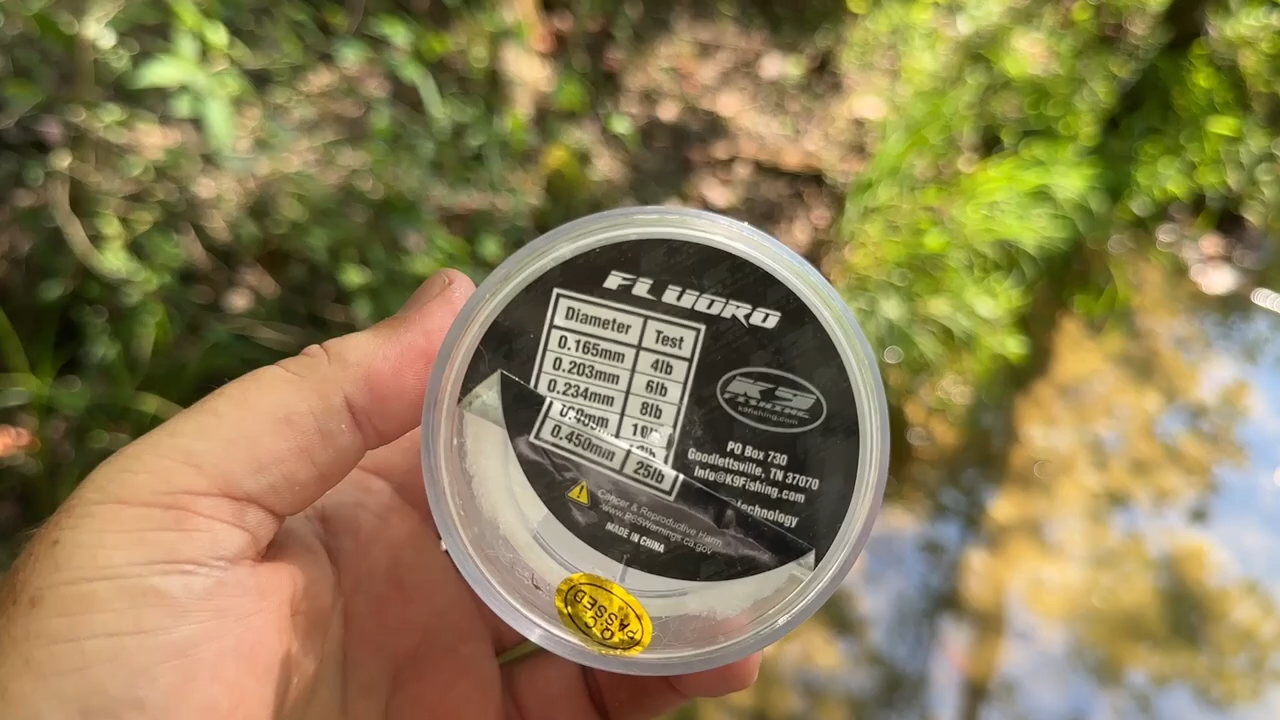 FLUORO
Diameter Test
0.165mm 4lb
0.203mm 6lb
0.234mm 8lb
10lb
0.450mm 25lb
K9
FISHING
k9fishing.com
PO Box 730
Goodlettsville, TN 37070
Info@K9Fishing.com
Technology
Cancer & Reproductive Harm
www.P65Warnings.ca.gov
MADE IN CHINA
Q.C.
PASSED